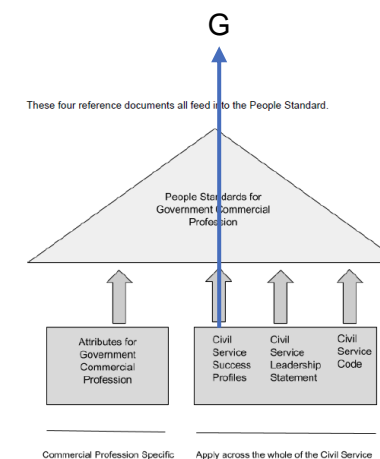 G
These four reference documents all feed into the People Standard.
People Standards for
Government Commercial
Profession
Attributes for
Government
Commercial
Profession
Civil
Service
Success
Profiles
Civil
Service
Leadership
Statement
Civil
Service
Code
Commercial Profession Specific
Apply across the whole of the Civil Service